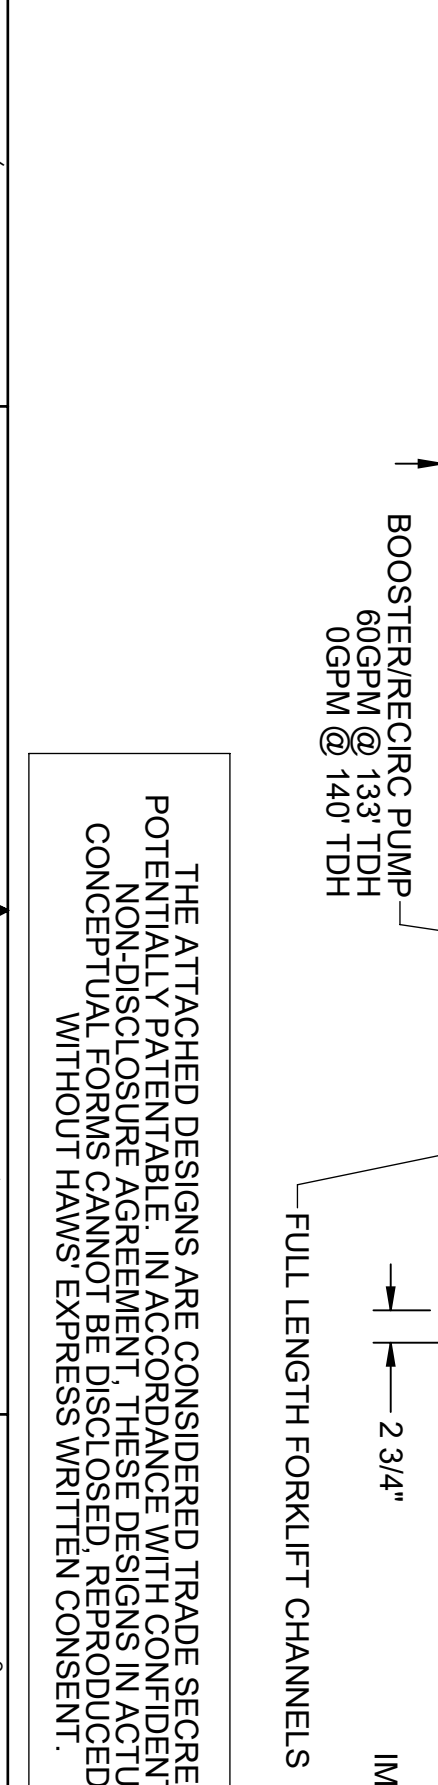 BOOSTER/RECIRC PUMP
60GPM @ 133' TDH
0GPM @ 140' TDH
2 3/4"
FULL LENGTH FORKLIFT CHANNELS
IM
THE ATTACHED DESIGNS ARE CONSIDERED TRADE SECRE
POTENTIALLY PATENTABLE. IN ACCORDANCE WITH CONFIDENT
NON-DISCLOSURE AGREEMENT, THESE DESIGNS IN ACTU
CONCEPTUAL FORMS CANNOT BE DISCLOSED, REPRODUCED
WITHOUT HAWS' EXPRESS WRITTEN CONSENT.